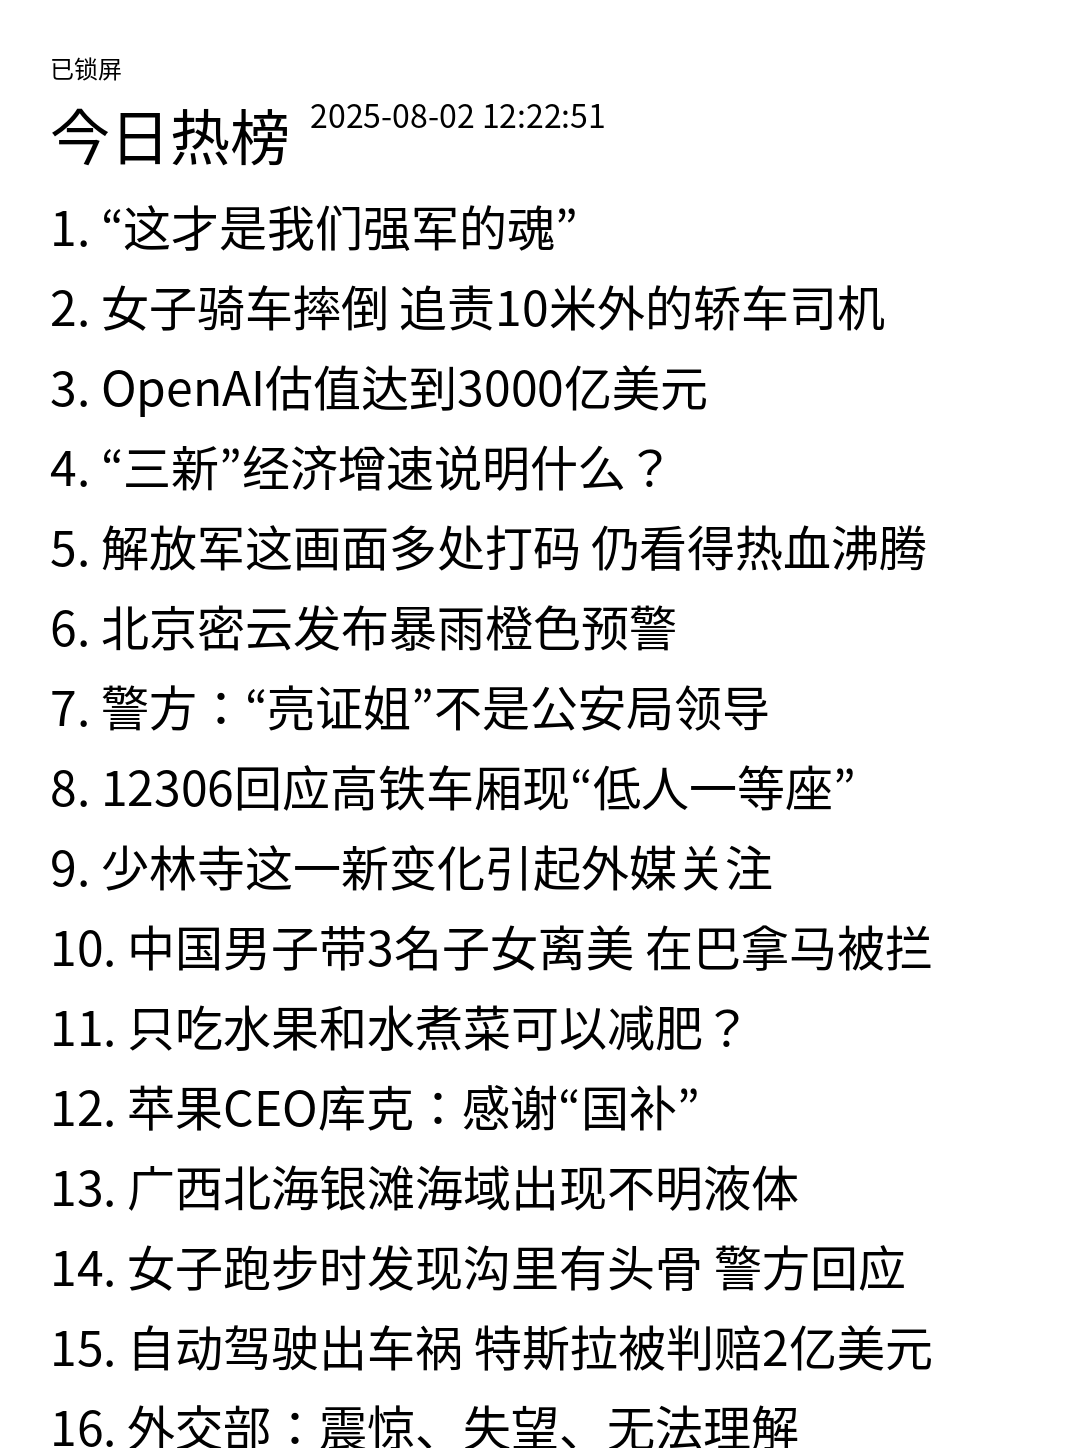 已锁屏
今日热榜 2025-08-02 12:22:51
1. “这才是我们强军的魂”
2. 女子骑车摔倒 追责10米外的轿车司机
3. OpenAI估值达到3000亿美元
4. “三新”经济增速说明什么？
5. 解放军这画面多处打码 仍看得热血沸腾
6. 北京密云发布暴雨橙色预警
7. 警方：“亮证姐”不是公安局领导
8. 12306回应高铁车厢现“低人一等座”
9. 少林寺这一新变化引起外媒关注
10. 中国男子带3名子女离美 在巴拿马被拦
11. 只吃水果和水煮菜可以减肥？
12. 苹果CEO库克：感谢“国补”
13. 广西北海银滩海域出现不明液体
14. 女子跑步时发现沟里有头骨 警方回应
15. 自动驾驶出车祸 特斯拉被判赔2亿美元
16. 外交部：震惊、失望、无法理解